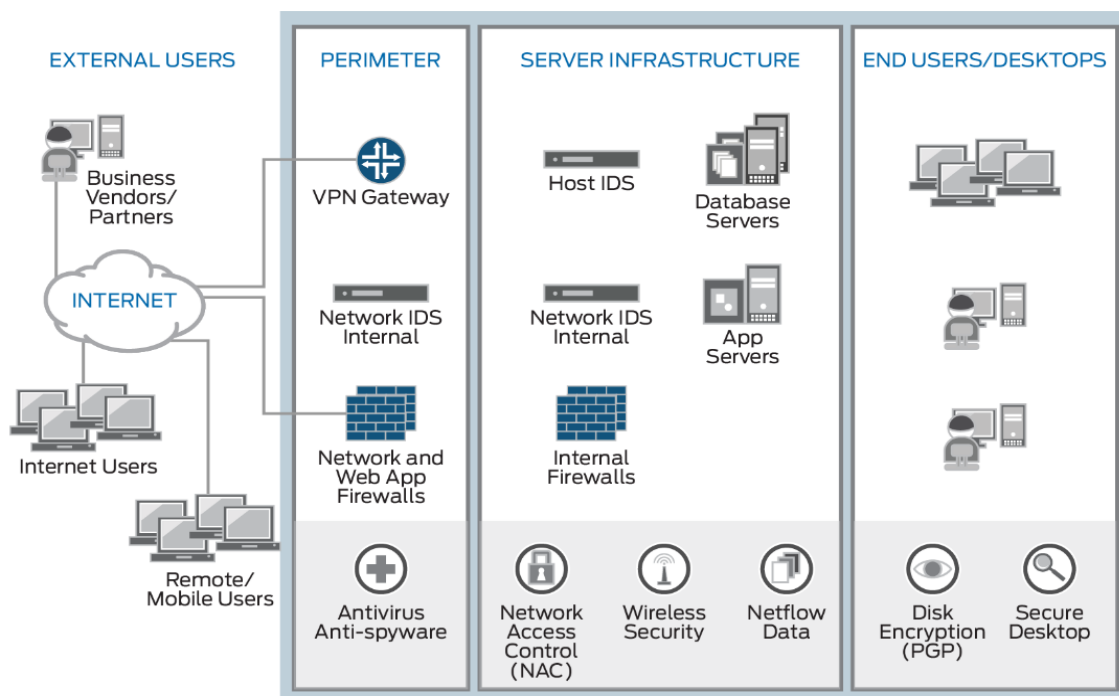 EXTERNAL USERS
Business
Vendors/
Partners
INTERNET
Internet Users
Remote/
Mobile Users
PERIMETER
VPN Gateway
Network IDS
Internal
Network and
Web App
Firewalls
Antivirus
Anti-spyware
SERVER INFRASTRUCTURE
Host IDS
Database
Servers
Network IDS
Internal
App
Servers
Internal
Firewalls
Network
Access
Control
(NAC)
Wireless
Security
Netflow
Data
END USERS/DESKTOPS
Disk
Encryption
(PGP)
Secure
Desktop